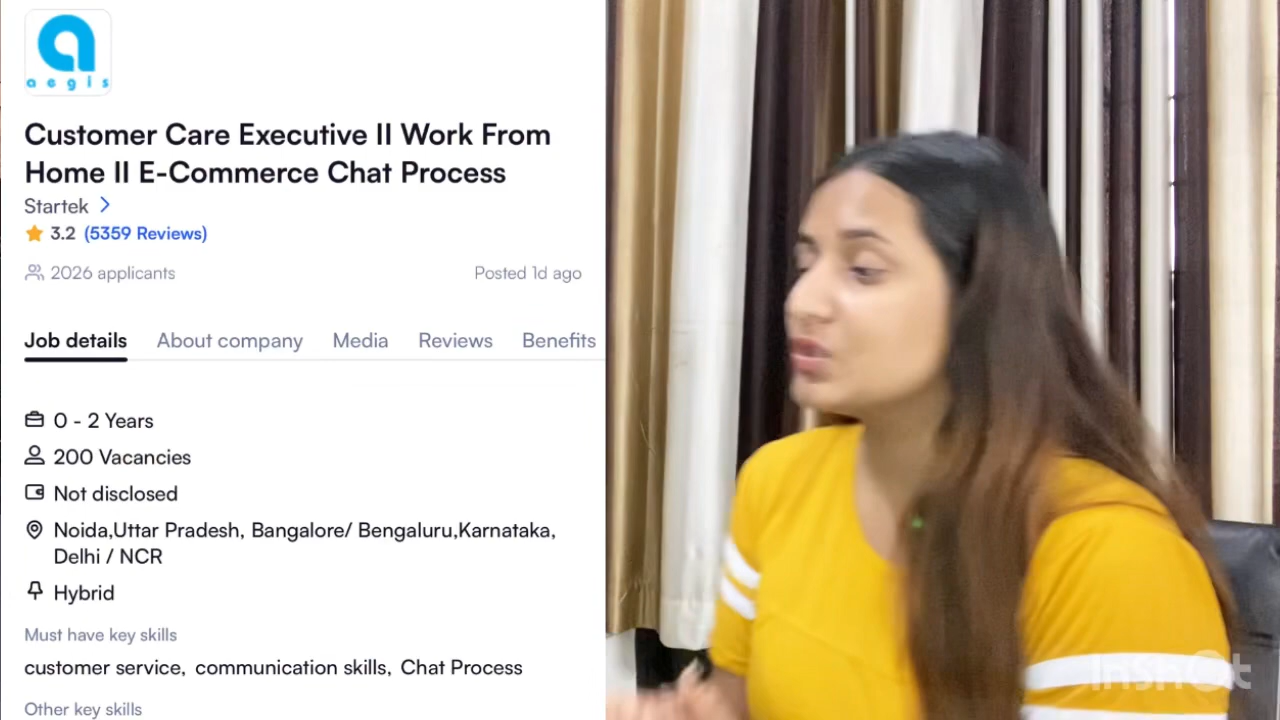 aegis
Customer Care Executive II Work From
Home II E-Commerce Chat Process
Startek
3.2 (5359 Reviews)
2026 applicants
Posted 1d ago
Job details About company Media Reviews Benefits
0 - 2 Years
200 Vacancies
Not disclosed
Noida,Uttar Pradesh, Bangalore/ Bengaluru,Karnataka,
Delhi / NCR
Hybrid
Must have key skills
customer service, communication skills, Chat Process
Other key skills
InShOt